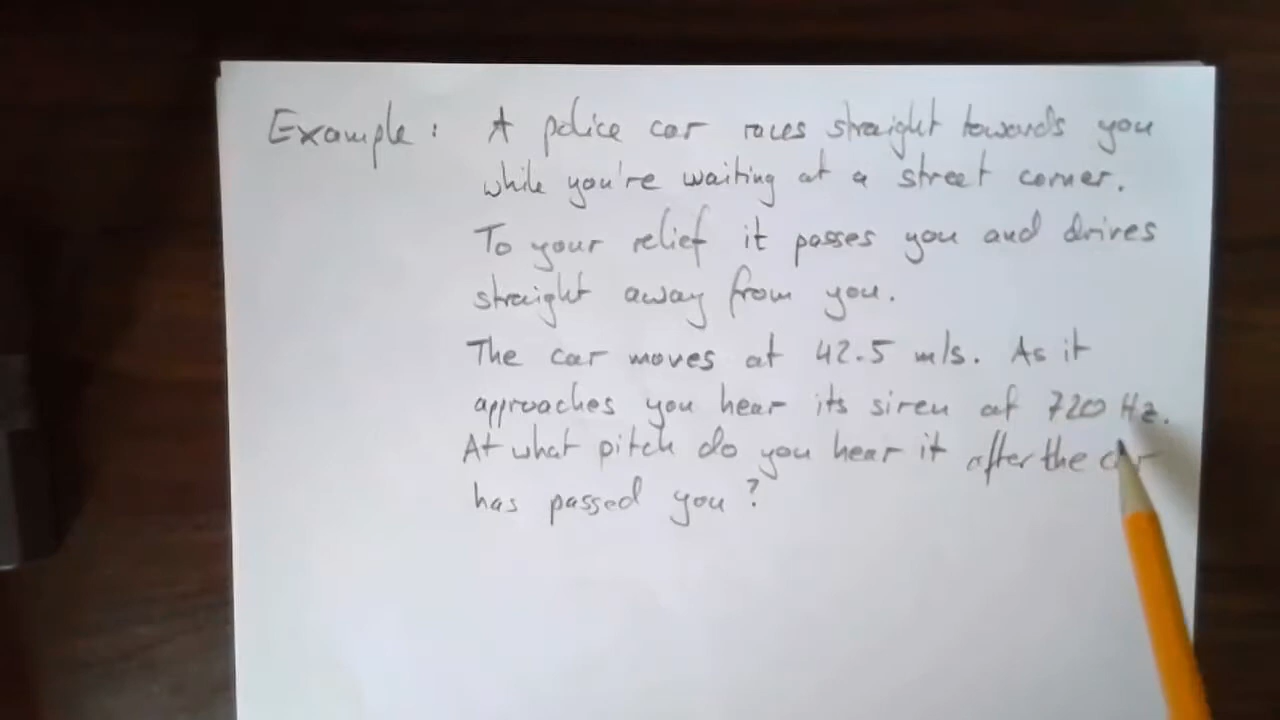 Example: A police car races straight towards you
while you're waiting at a street corner.
To your relief it passes you and drives
straight away from you.
The car moves at 42.5 m/s. As it
approaches you hear its siren at 720 Hz.
At what pitch do you hear it after the car
has passed you?